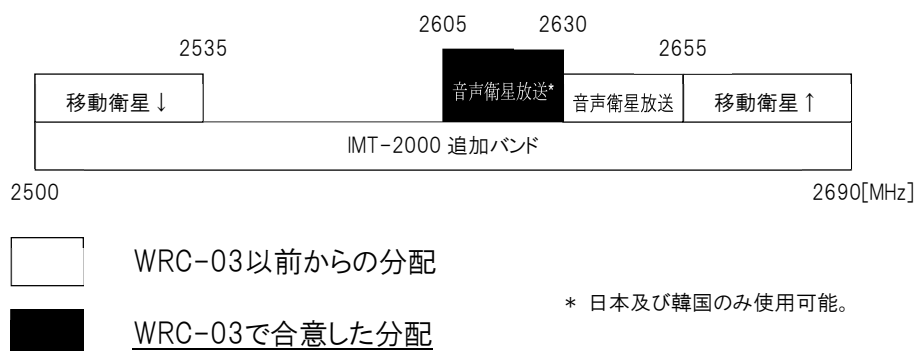 2605 2630
2535 2655
移動衛星↓ 音声衛星放送* 音声衛星放送 移動衛星↑
IMT-2000 追加バンド
2500 2690[MHz]
WRC-03以前からの分配
* 日本及び韓国のみ使用可能。
WRC-03で合意した分配